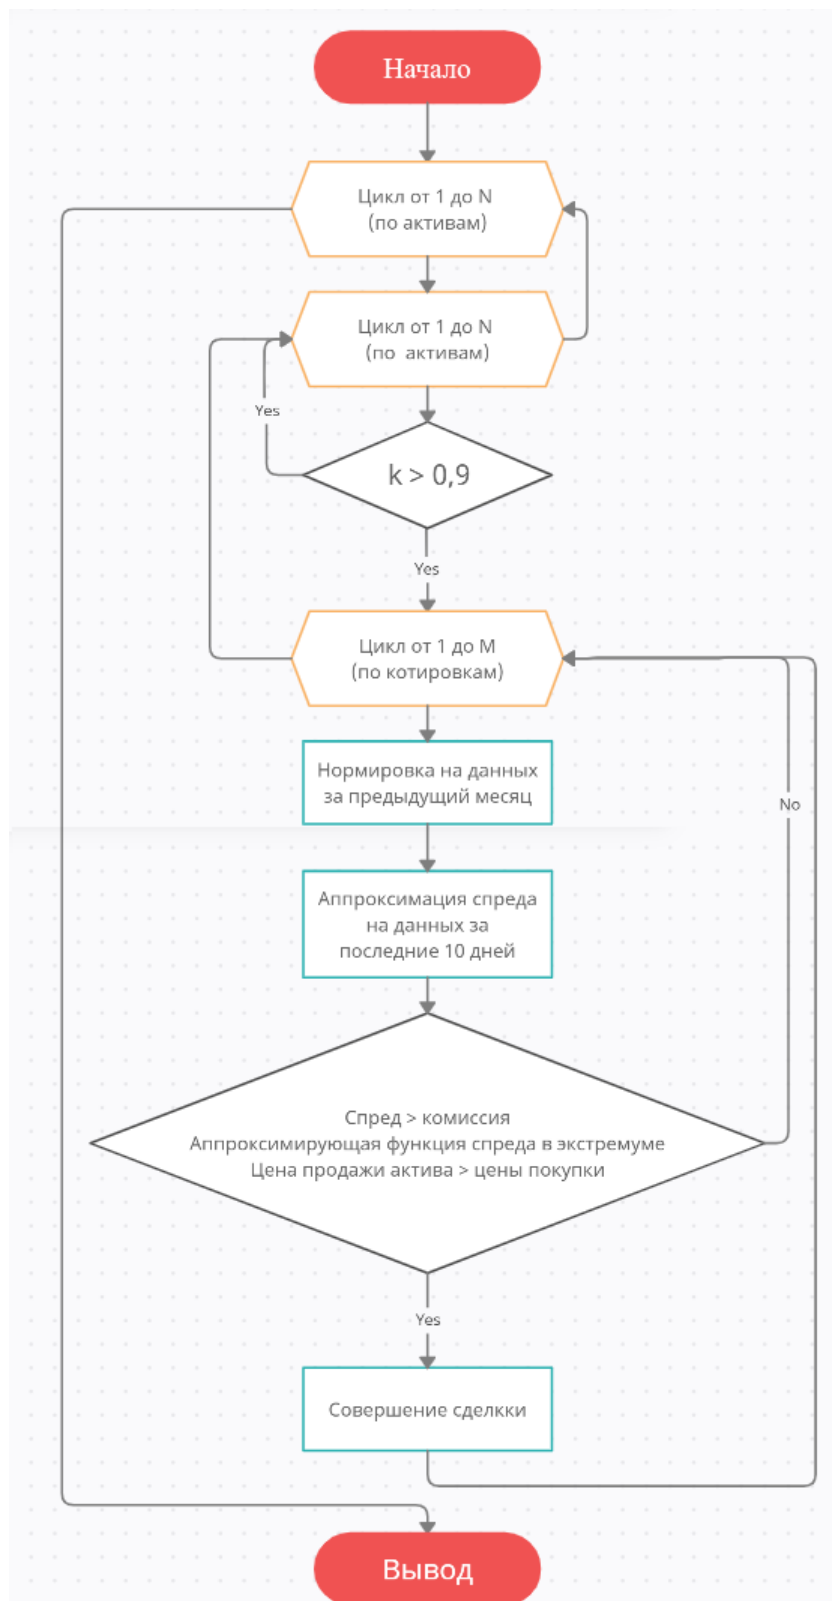 Начало
Цикл от 1 до N
(по активам)
Цикл от 1 до N
(по активам)
Yes
k > 0,9
Yes
Цикл от 1 до M
(по котировкам)
Нормировка на данных
за предыдущий месяц
No
Аппроксимация спреда
на данных за
последние 10 дней
Спред > комиссия
Аппроксимирующая функция спреда в экстремуме
Цена продажи актива > цены покупки
Yes
Совершение сделкки
Вывод